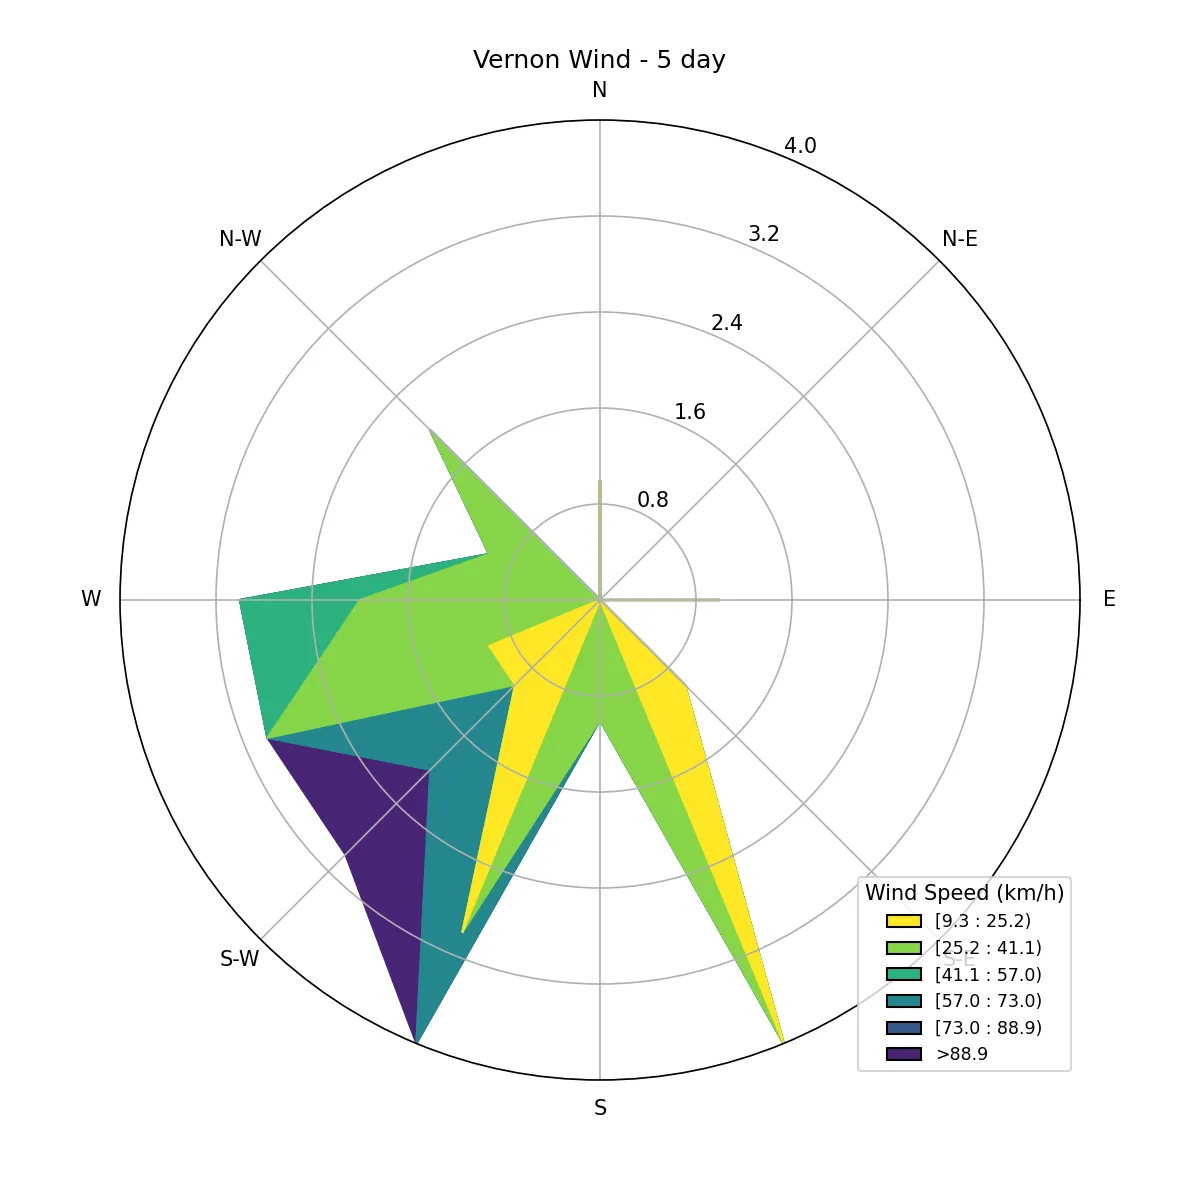 Vernon Wind - 5 day
N
4.0
N-W
3.2
N-E
2.4
1.6
0.8
W
E
S-W
S-E
S
Wind Speed (km/h)
[9.3 : 25.2)
[25.2 : 41.1)
[41.1 : 57.0)
[57.0 : 73.0)
[73.0 : 88.9)
>88.9